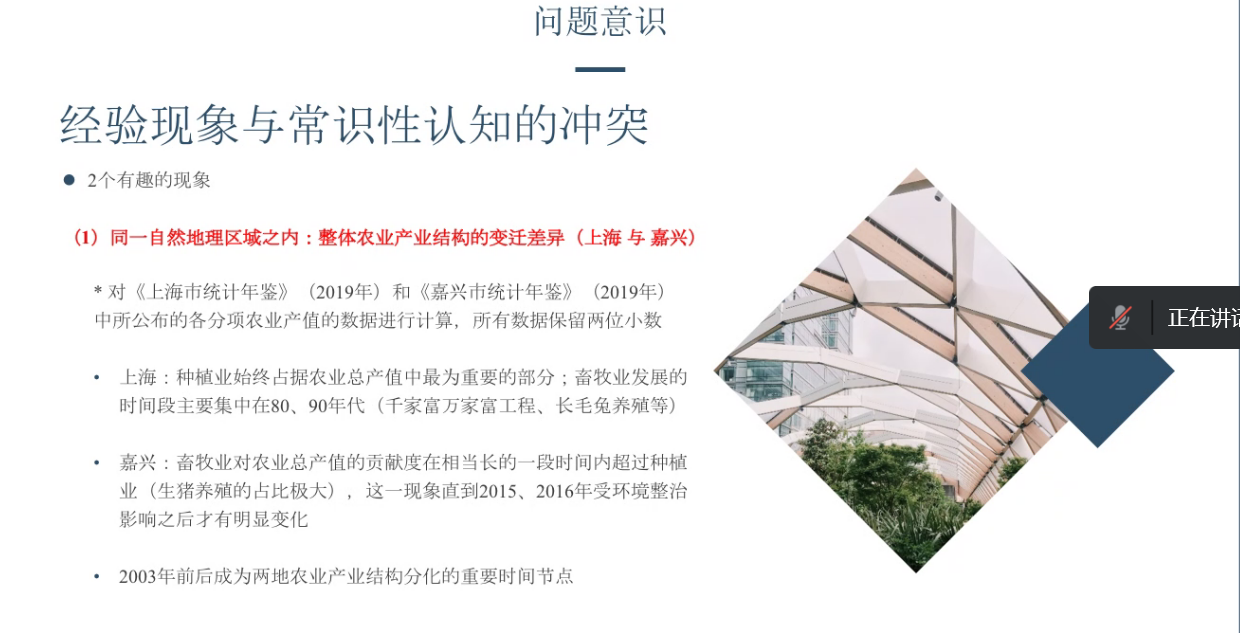 问题意识
经验现象与常识性认知的冲突
● 2个有趣的现象
（1）同一自然地理区域之内：整体农业产业结构的变迁差异（上海 与 嘉兴）
* 对《上海市统计年鉴》（2019年）和《嘉兴市统计年鉴》（2019年）
中所公布的各分项农业产值的数据进行计算，所有数据保留两位小数
• 上海：种植业始终占据农业总产值中最为重要的部分；畜牧业发展的
时间段主要集中在80、90年代（千家富万家富工程、长毛兔养殖等）
• 嘉兴：畜牧业对农业总产值的贡献度在相当长的一段时间内超过种植
业（生猪养殖的占比极大），这一现象直到2015、2016年受环境整治
影响之后才有明显变化
• 2003年前后成为两地农业产业结构分化的重要时间节点
正在讲话